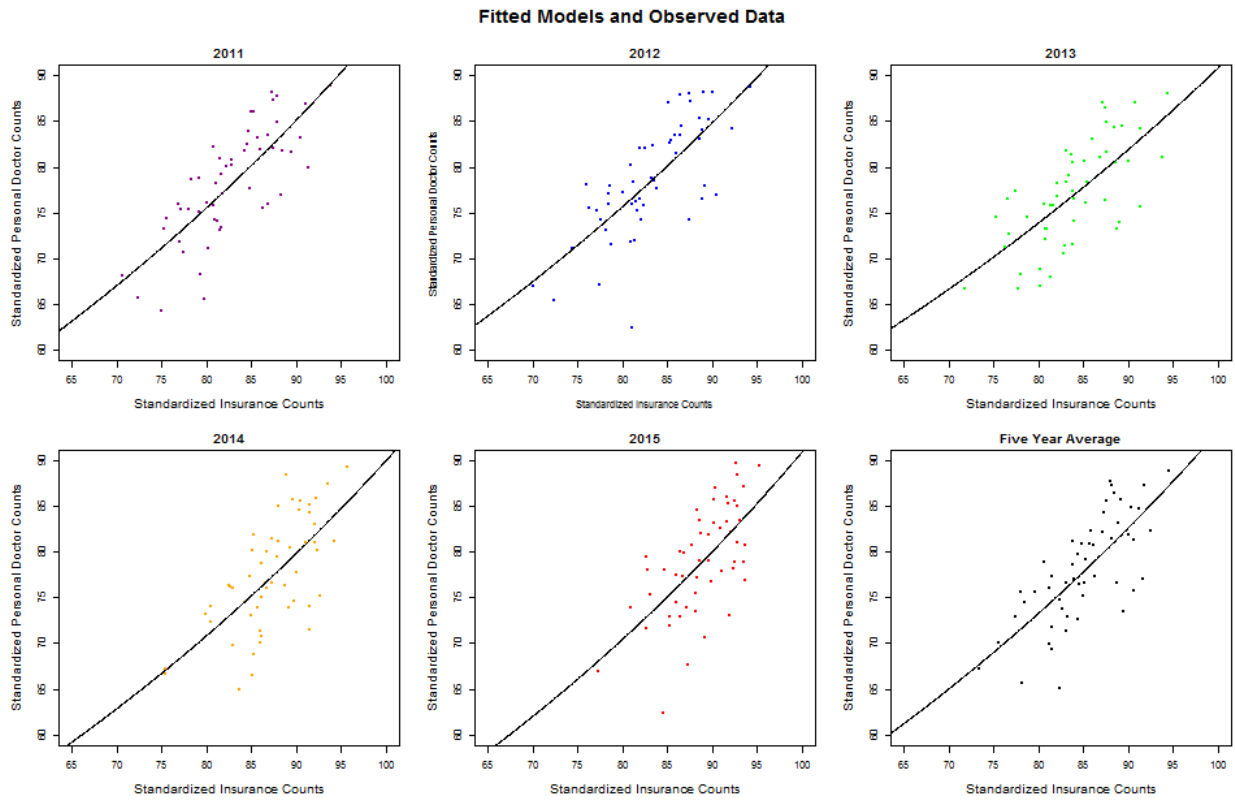 Fitted Models and Observed Data
2011
90
85
80
75
70
65
60
Standardized Personal Doctor Counts
65 70 75 80 85 90 95 100
Standardized Insurance Counts
2012
90
85
80
75
70
65
60
Standardized Personal Doctor Counts
65 70 75 80 85 90 95 100
Standardized Insurance Counts
2013
90
85
80
75
70
65
60
Standardized Personal Doctor Counts
65 70 75 80 85 90 95 100
Standardized Insurance Counts
2014
90
85
80
75
70
65
60
Standardized Personal Doctor Counts
65 70 75 80 85 90 95 100
Standardized Insurance Counts
2015
90
85
80
75
70
65
60
Standardized Personal Doctor Counts
65 70 75 80 85 90 95 100
Standardized Insurance Counts
Five Year Average
90
85
80
75
70
65
60
Standardized Personal Doctor Counts
65 70 75 80 85 90 95 100
Standardized Insurance Counts